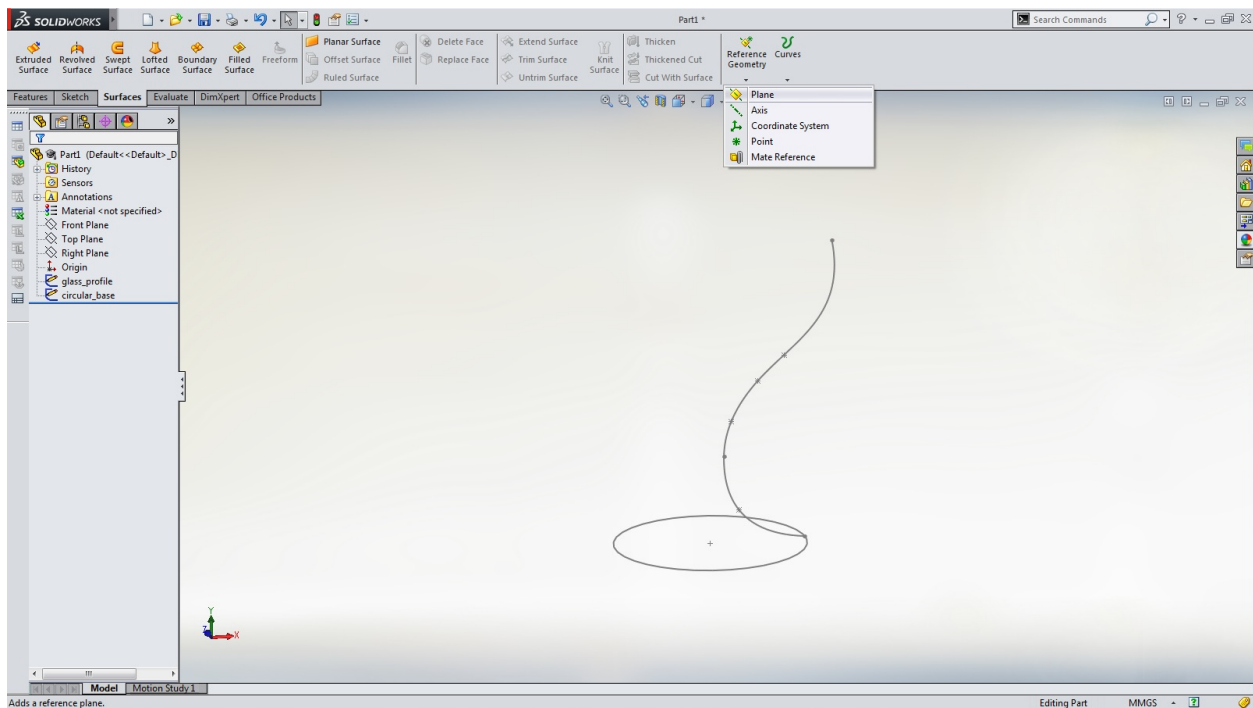 SOLIDWORKS
Part1 *
Search Commands
Extruded Surface
Revolved Surface
Swept Surface
Lofted Surface
Boundary Surface
Filled Surface
Freeform
Planar Surface
Offset Surface
Ruled Surface
Fillet
Delete Face
Replace Face
Extend Surface
Trim Surface
Untrim Surface
Knit Surface
Thicken
Thickened Cut
Cut With Surface
Reference Geometry
Curves
Features
Sketch
Surfaces
Evaluate
DimXpert
Office Products
Plane
Axis
Coordinate System
Point
Mate Reference
Part1 (Default<<Default>_D
History
Sensors
A Annotations
Material <not specified>
Front Plane
Top Plane
Right Plane
Origin
glass_profile
circular_base
Y
Z
X
Model
Motion Study 1
Adds a reference plane.
Editing Part
MMGS